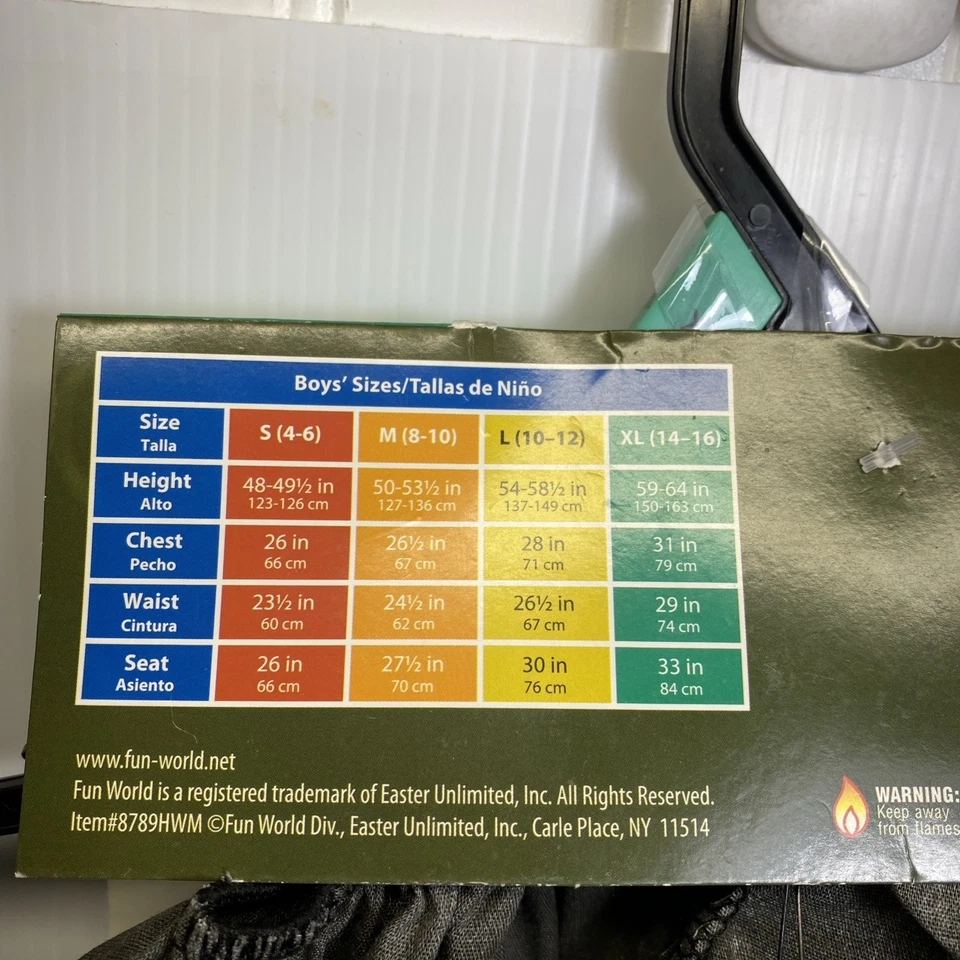 Boys' Sizes/Tallas de Niño
Size S (4-6) M (8-10) L (10–12) XL (14–16)
Talla
Height 48-49½ in 50-53½ in 54-58½ in 59-64 in
Alto 123-126 cm 127-136 cm 137-149 cm 150-163 cm
Chest 26 in 26½ in 28 in 31 in
Pecho 66 cm 67 cm 71 cm 79 cm
Waist 23½ in 24½ in 26½ in 29 in
Cintura 60 cm 62 cm 67 cm 74 cm
Seat 26 in 27½ in 30 in 33 in
Asiento 66 cm 70 cm 76 cm 84 cm
www.fun-world.net
Fun World is a registered trademark of Easter Unlimited, Inc. All Rights Reserved.
Item#8789HWM ©Fun World Div., Easter Unlimited, Inc., Carle Place, NY 11514
WARNING:
Keep away
from flames